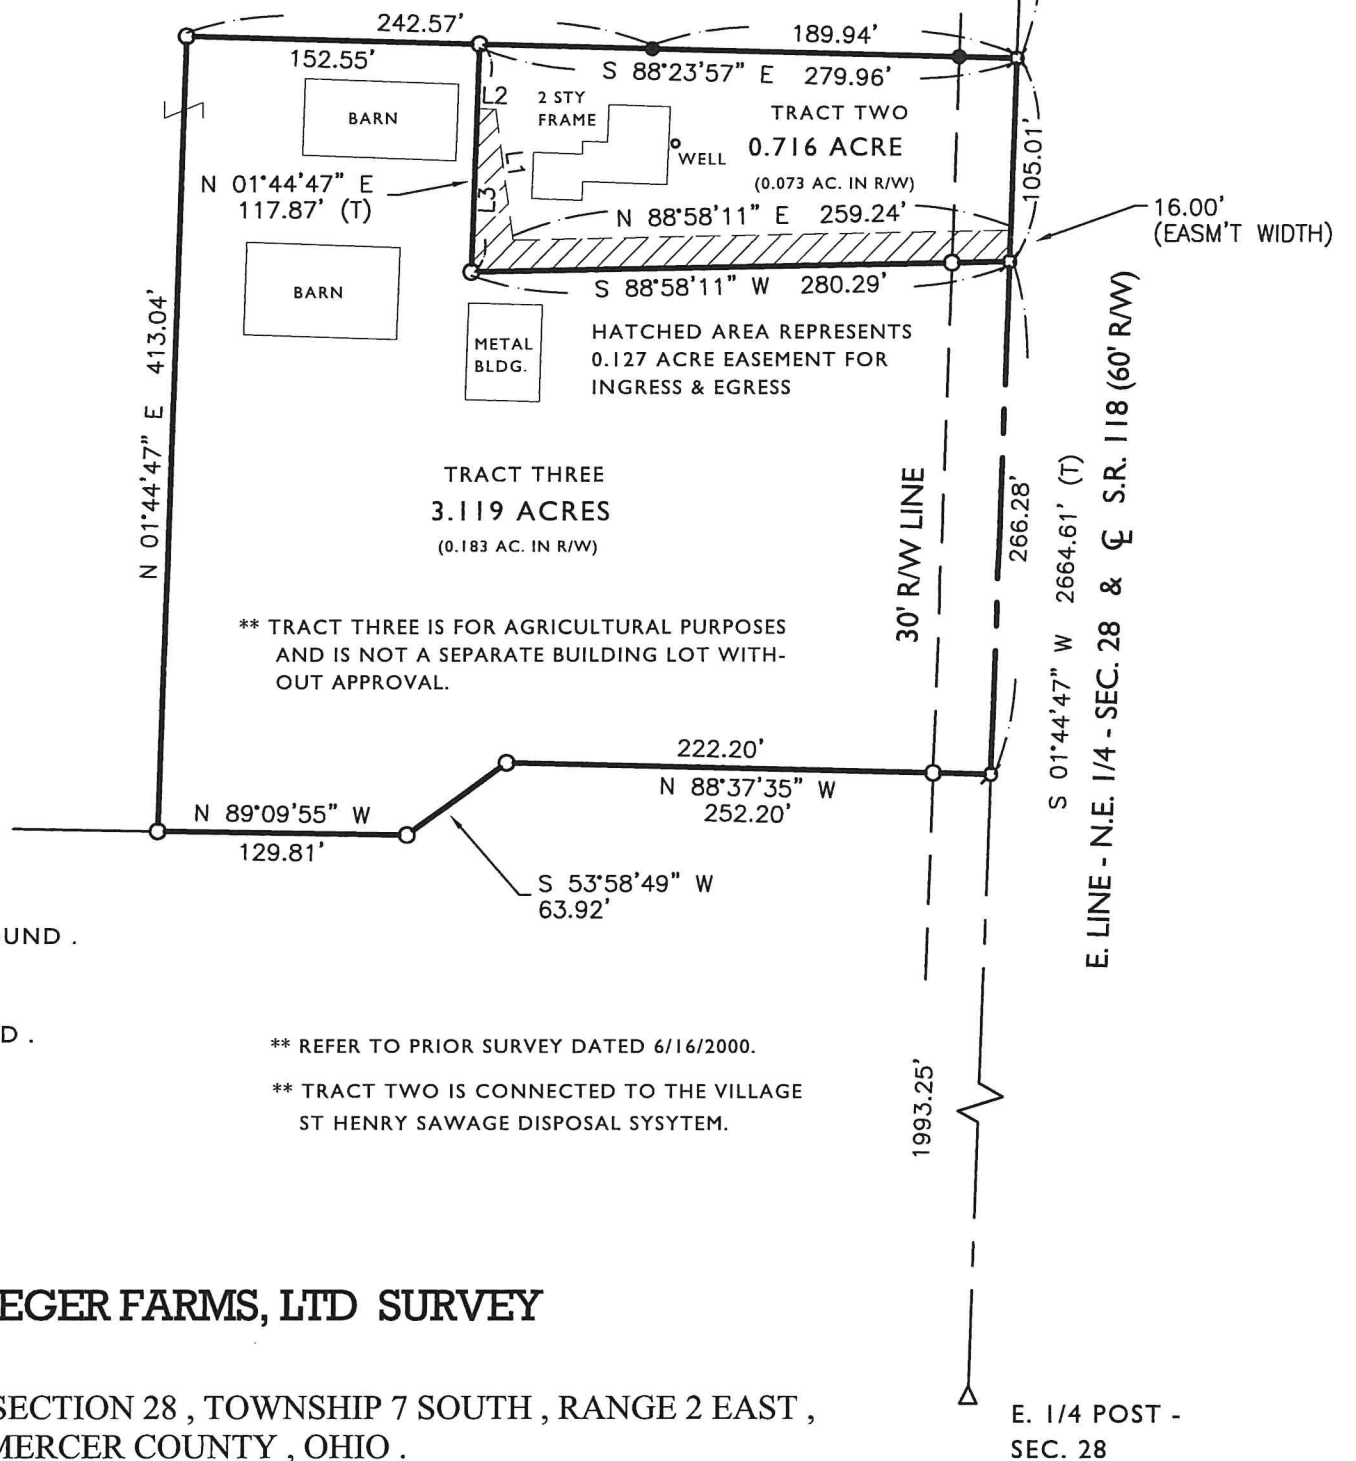 242.57'
152.55'
189.94'
S 88°23'57" E 279.96'
BARN
L2
2 STY
FRAME
TRACT TWO
0.716 ACRE
(0.073 AC. IN R/W)
WELL
L1
L3
105.01'
N 01°44'47" E
117.87' (T)
N 88°58'11" E 259.24'
16.00'
(EASM'T WIDTH)
BARN
S 88°58'11" W 280.29'
METAL
BLDG.
HATCHED AREA REPRESENTS
0.127 ACRE EASEMENT FOR
INGRESS & EGRESS
N 01°44'47" E 413.04'
TRACT THREE
3.119 ACRES
(0.183 AC. IN R/W)
30' R/W LINE
266.28'
S 01°44'47" W 2664.61' (T)
E. LINE - N.E. 1/4 - SEC. 28 & ℄ S.R. 118 (60' R/W)
** TRACT THREE IS FOR AGRICULTURAL PURPOSES
AND IS NOT A SEPARATE BUILDING LOT WITH-
OUT APPROVAL.
222.20'
N 88°37'35" W
252.20'
N 89°09'55" W
129.81'
S 53°58'49" W
63.92'
UND .
D .
** REFER TO PRIOR SURVEY DATED 6/16/2000.
** TRACT TWO IS CONNECTED TO THE VILLAGE
ST HENRY SAWAGE DISPOSAL SYSYTEM.
1993.25'
EGER FARMS, LTD SURVEY
SECTION 28 , TOWNSHIP 7 SOUTH , RANGE 2 EAST ,
MERCER COUNTY , OHIO .
E. 1/4 POST -
SEC. 28